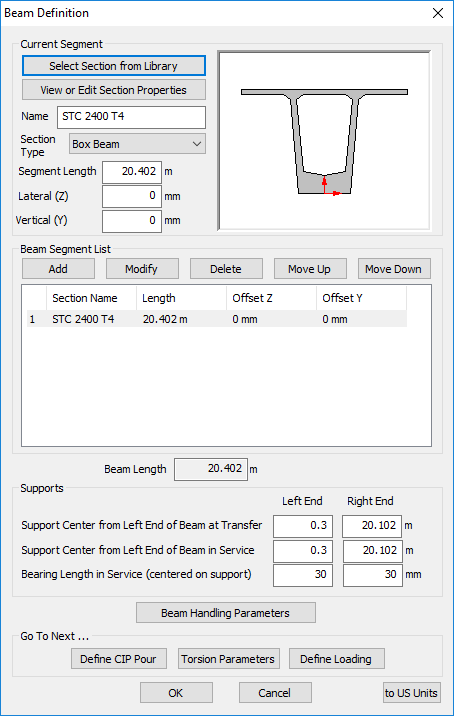 Beam Definition
Current Segment
Select Section from Library
View or Edit Section Properties
Name STC 2400 T4
Section Type Box Beam
Segment Length 20.402 m
Lateral (Z) 0 mm
Vertical (Y) 0 mm
Beam Segment List
Add Modify Delete Move Up Move Down
Section Name Length Offset Z Offset Y
1 STC 2400 T4 20.402 m 0 mm 0 mm
Beam Length 20.402 m
Supports
Left End Right End
Support Center from Left End of Beam at Transfer 0.3 20.102 m
Support Center from Left End of Beam in Service 0.3 20.102 m
Bearing Length in Service (centered on support) 30 30 mm
Beam Handling Parameters
Go To Next ...
Define CIP Pour Torsion Parameters Define Loading
OK Cancel to US Units